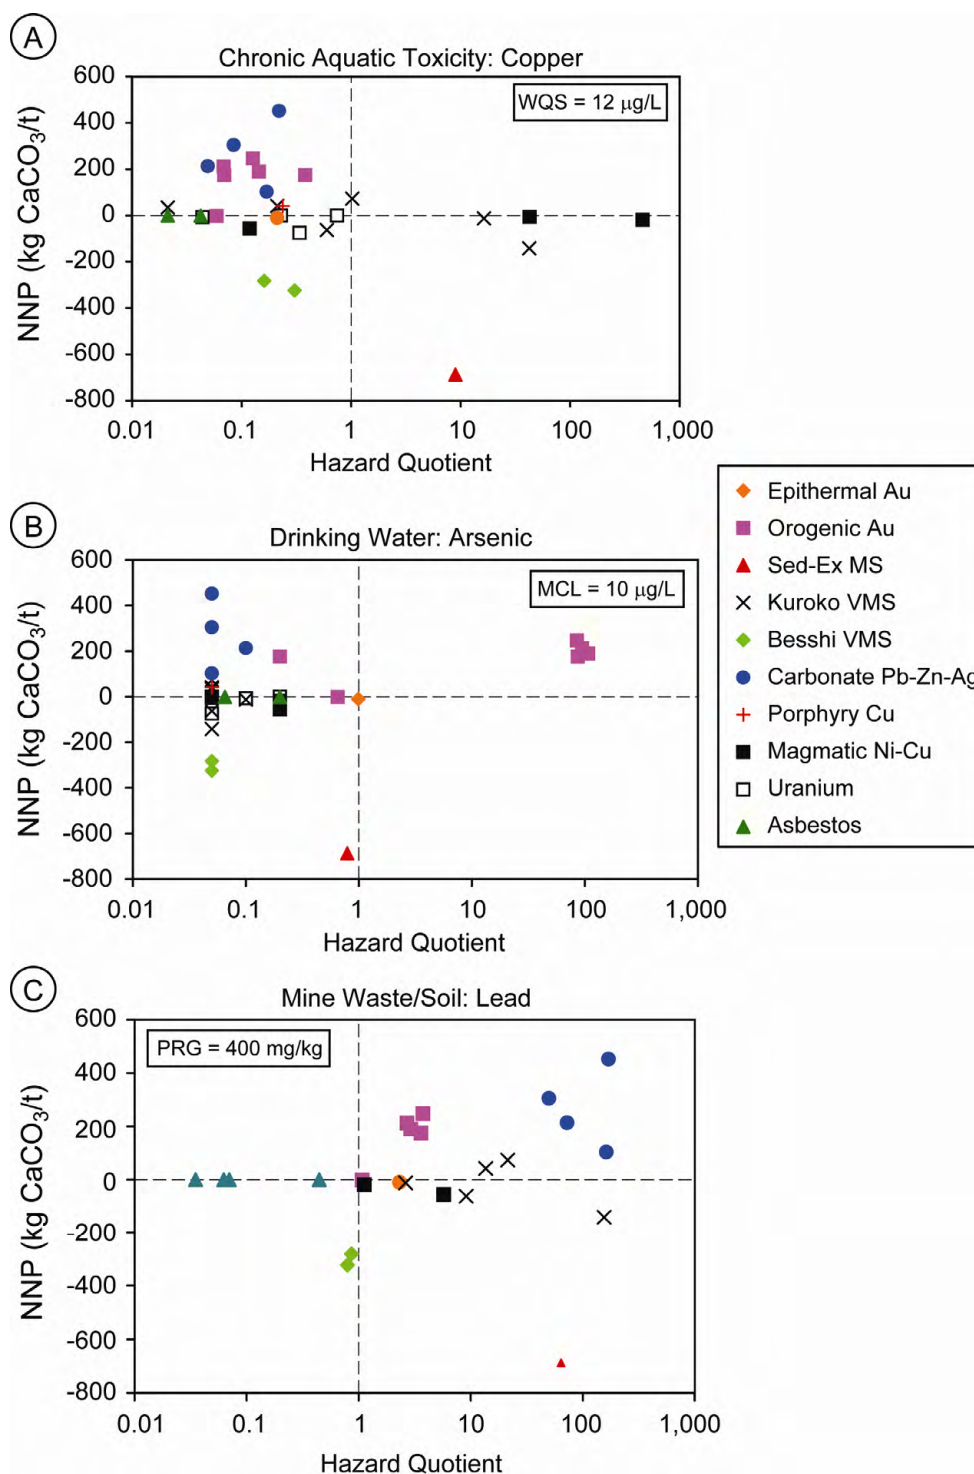 A
Chronic Aquatic Toxicity: Copper
WQS = 12 µg/L
NNP (kg CaCO3/t)
600
400
200
0
-200
-400
-600
-800
0.01 0.1 1 10 100 1,000
Hazard Quotient
B
Drinking Water: Arsenic
MCL = 10 µg/L
NNP (kg CaCO3/t)
600
400
200
0
-200
-400
-600
-800
0.01 0.1 1 10 100 1,000
Hazard Quotient
Epithermal Au
Orogenic Au
Sed-Ex MS
Kuroko VMS
Besshi VMS
Carbonate Pb-Zn-Ag
Porphyry Cu
Magmatic Ni-Cu
Uranium
Asbestos
C
Mine Waste/Soil: Lead
PRG = 400 mg/kg
NNP (kg CaCO3/t)
600
400
200
0
-200
-400
-600
-800
0.01 0.1 1 10 100 1,000
Hazard Quotient